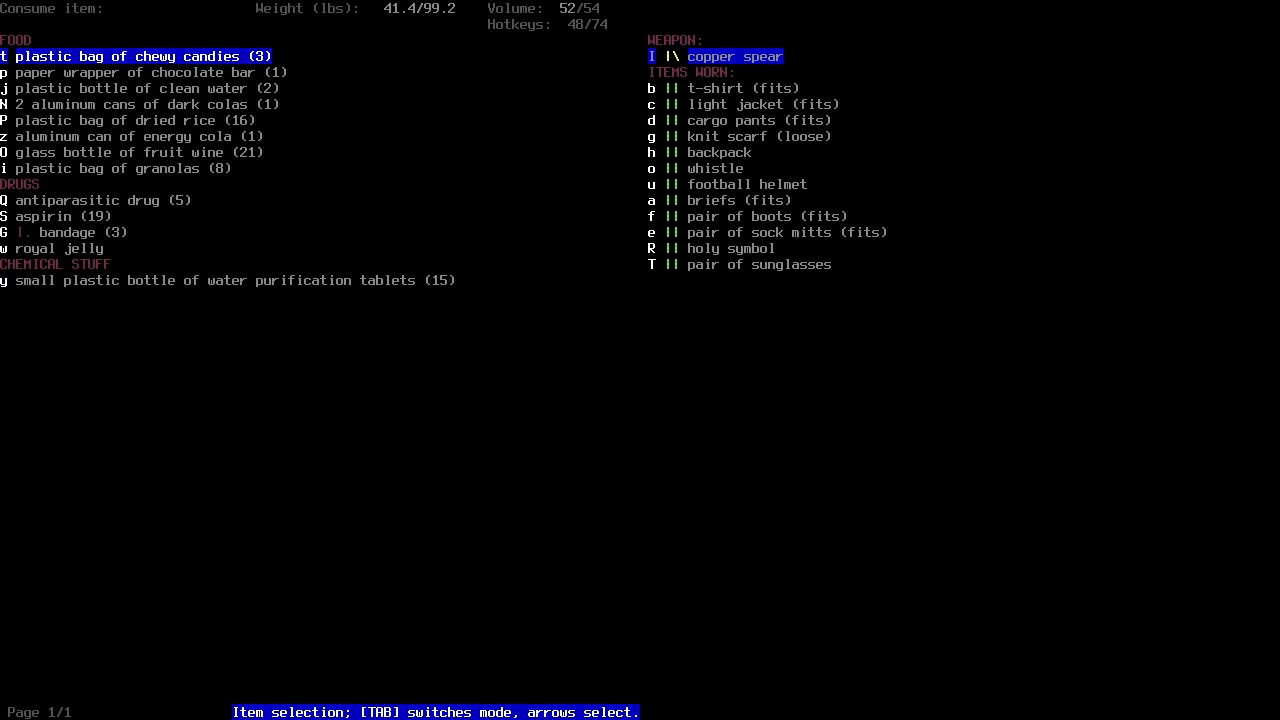 Consume item: Weight (lbs): 41.4/99.2 Volume: 52/54
Hotkeys: 48/74
FOOD
t plastic bag of chewy candies (3)
p paper wrapper of chocolate bar (1)
j plastic bottle of clean water (2)
N 2 aluminum cans of dark colas (1)
P plastic bag of dried rice (16)
z aluminum can of energy cola (1)
O glass bottle of fruit wine (21)
i plastic bag of granolas (8)
DRUGS
Q antiparasitic drug (5)
S aspirin (19)
G |. bandage (3)
w royal jelly
CHEMICAL STUFF
y small plastic bottle of water purification tablets (15)
WEAPON:
I |\ copper spear
ITEMS WORN:
b || t-shirt (fits)
c || light jacket (fits)
d || cargo pants (fits)
g || knit scarf (loose)
h || backpack
o || whistle
u || football helmet
a || briefs (fits)
f || pair of boots (fits)
e || pair of sock mitts (fits)
R || holy symbol
T || pair of sunglasses
Page 1/1 Item selection; [TAB] switches mode, arrows select.